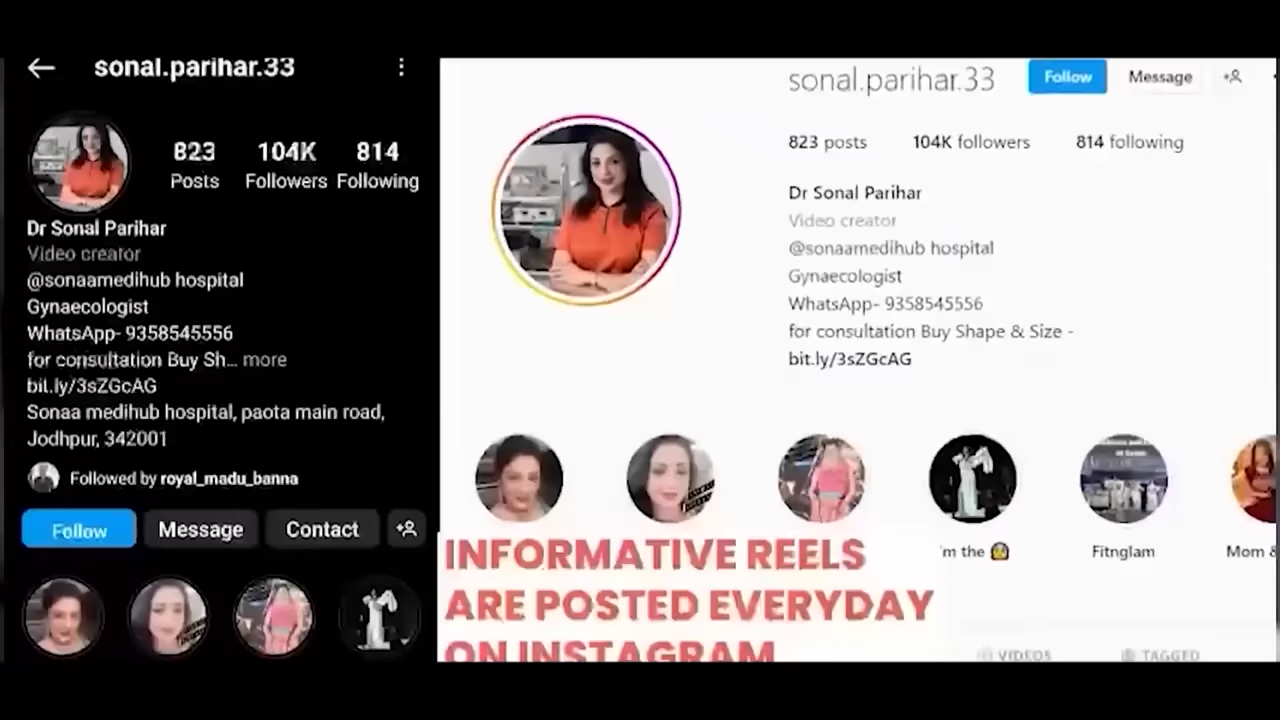 sonal.parihar.33
823 104K 814
Posts Followers Following
Dr Sonal Parihar
Video creator
@sonaamedihub hospital
Gynaecologist
WhatsApp- 9358545556
for consultation Buy Sh... more
bit.ly/3sZGcAG
Sonaa medihub hospital, paota main road,
Jodhpur, 342001
Followed by royal_madu_banna
Follow Message Contact
sonal.parihar.33 Follow Message
823 posts 104K followers 814 following
Dr Sonal Parihar
Video creator
@sonaamedihub hospital
Gynaecologist
WhatsApp- 9358545556
for consultation Buy Shape & Size -
bit.ly/3sZGcAG
'm the 😱 Fitnglam Mom &
INFORMATIVE REELS
ARE POSTED EVERYDAY
ON INSTAGRAM
VIDEOS TAGGED